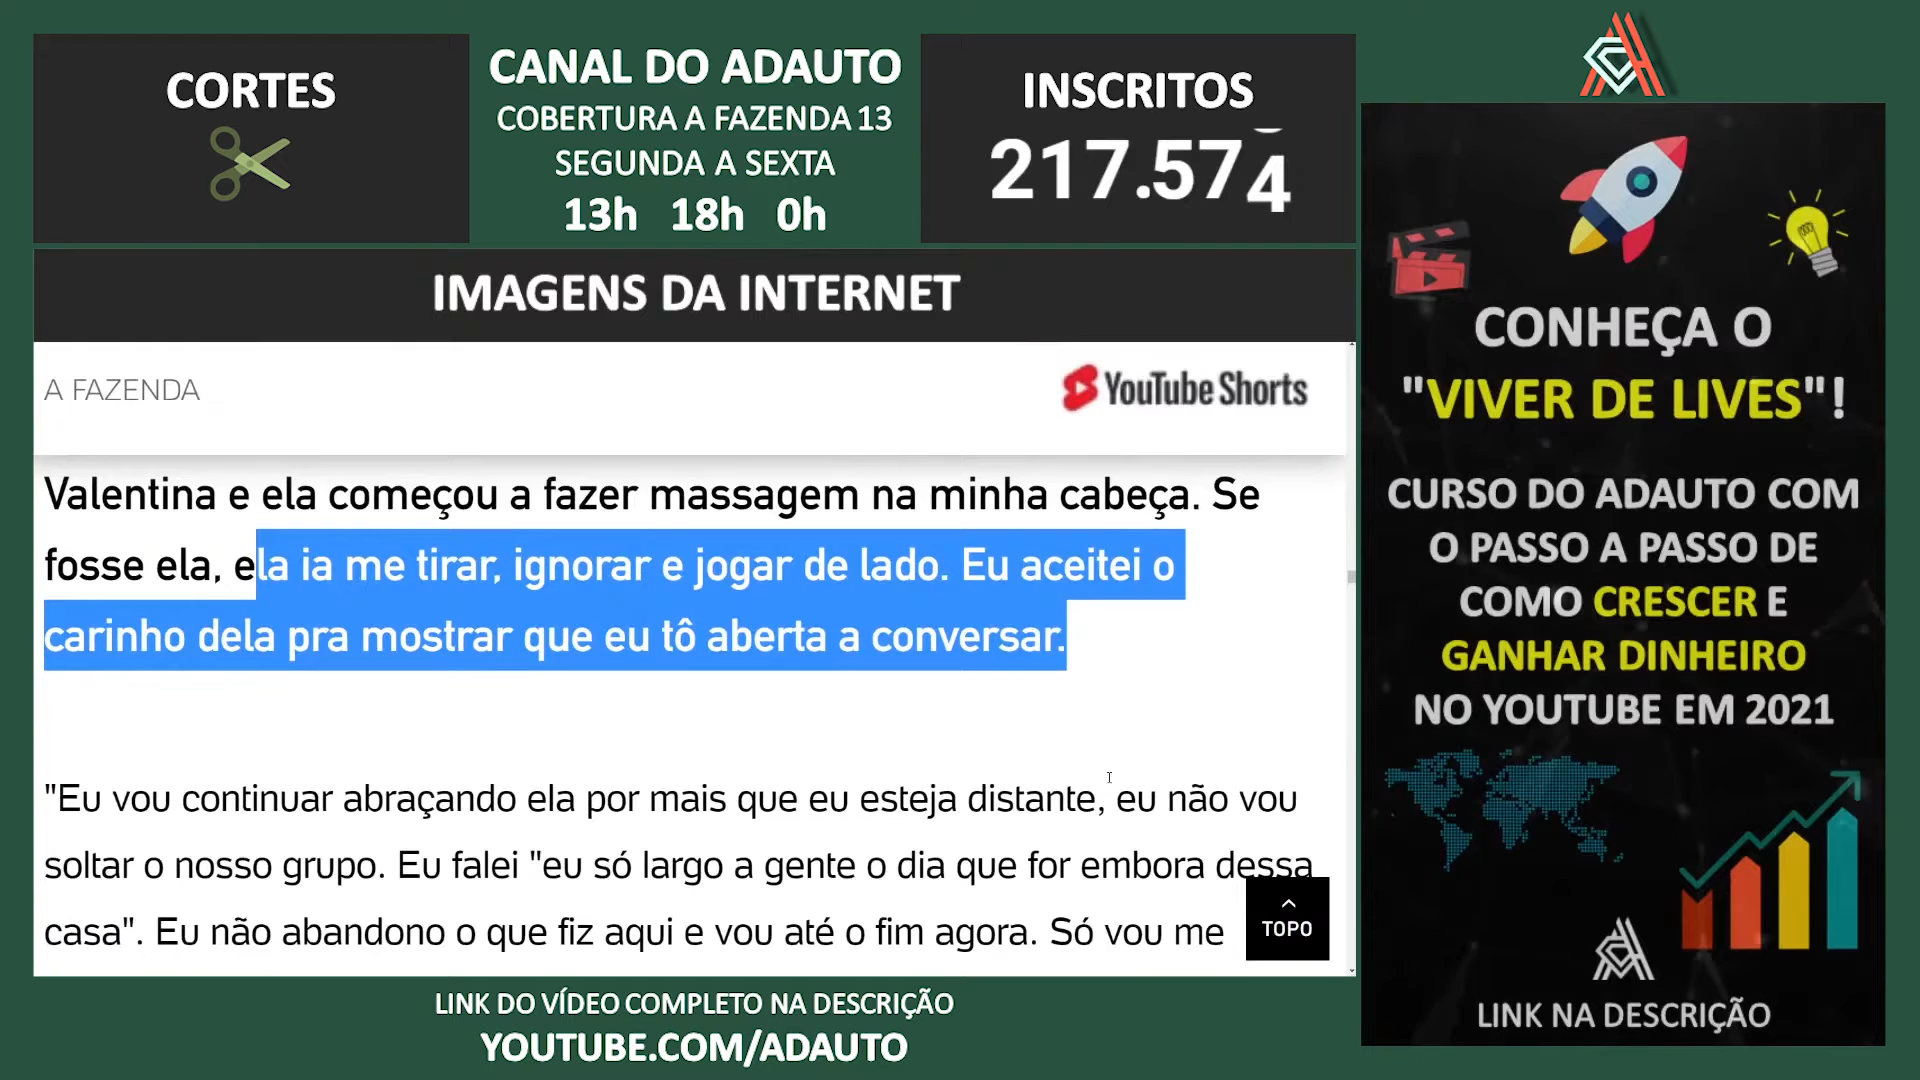 CORTES
CANAL DO ADAUTO
COBERTURA A FAZENDA 13
SEGUNDA A SEXTA
13h 18h 0h
INSCRITOS
217.574
IMAGENS DA INTERNET
A FAZENDA
YouTube Shorts
Valentina e ela começou a fazer massagem na minha cabeça. Se
fosse ela, ela ia me tirar, ignorar e jogar de lado. Eu aceitei o
carinho dela pra mostrar que eu tô aberta a conversar.
"Eu vou continuar abraçando ela por mais que eu esteja distante, eu não vou
soltar o nosso grupo. Eu falei "eu só largo a gente o dia que for embora dessa
casa". Eu não abandono o que fiz aqui e vou até o fim agora. Só vou me
TOPO
LINK DO VÍDEO COMPLETO NA DESCRIÇÃO
YOUTUBE.COM/ADAUTO
CONHEÇA O
"VIVER DE LIVES"!
CURSO DO ADAUTO COM
O PASSO A PASSO DE
COMO CRESCER E
GANHAR DINHEIRO
NO YOUTUBE EM 2021
LINK NA DESCRIÇÃO